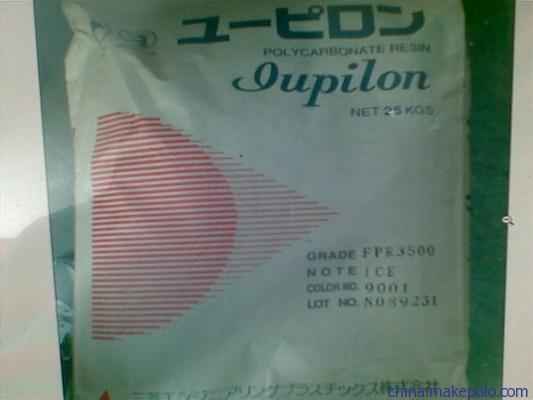 ユーピロン
POLYCARBONATE RESIN
Iupilon
NET 25 KGS
GRADE FPR3500
NOTE ICE
COLOR NO. 9001
LOT NO. N089231
三菱エンジニアリングプラスチックス株式会社
china.makepolo.com